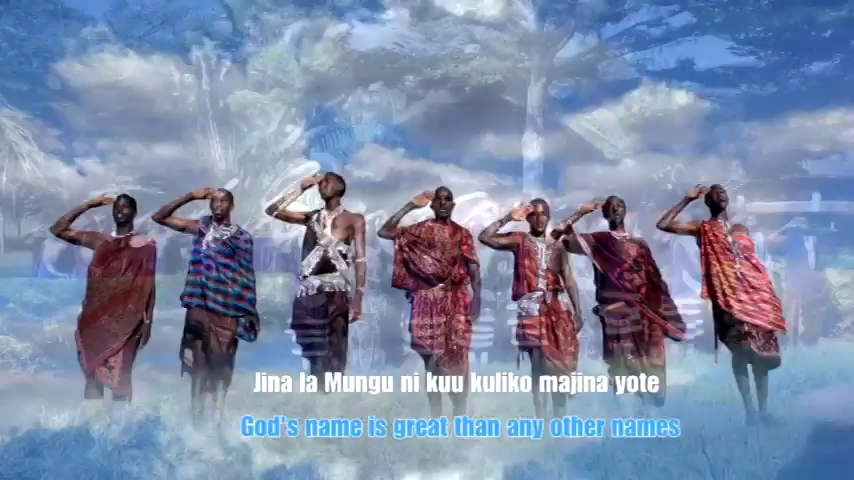 Jina la Mungu ni kuu kuliko majina yote
God's name is great than any other names